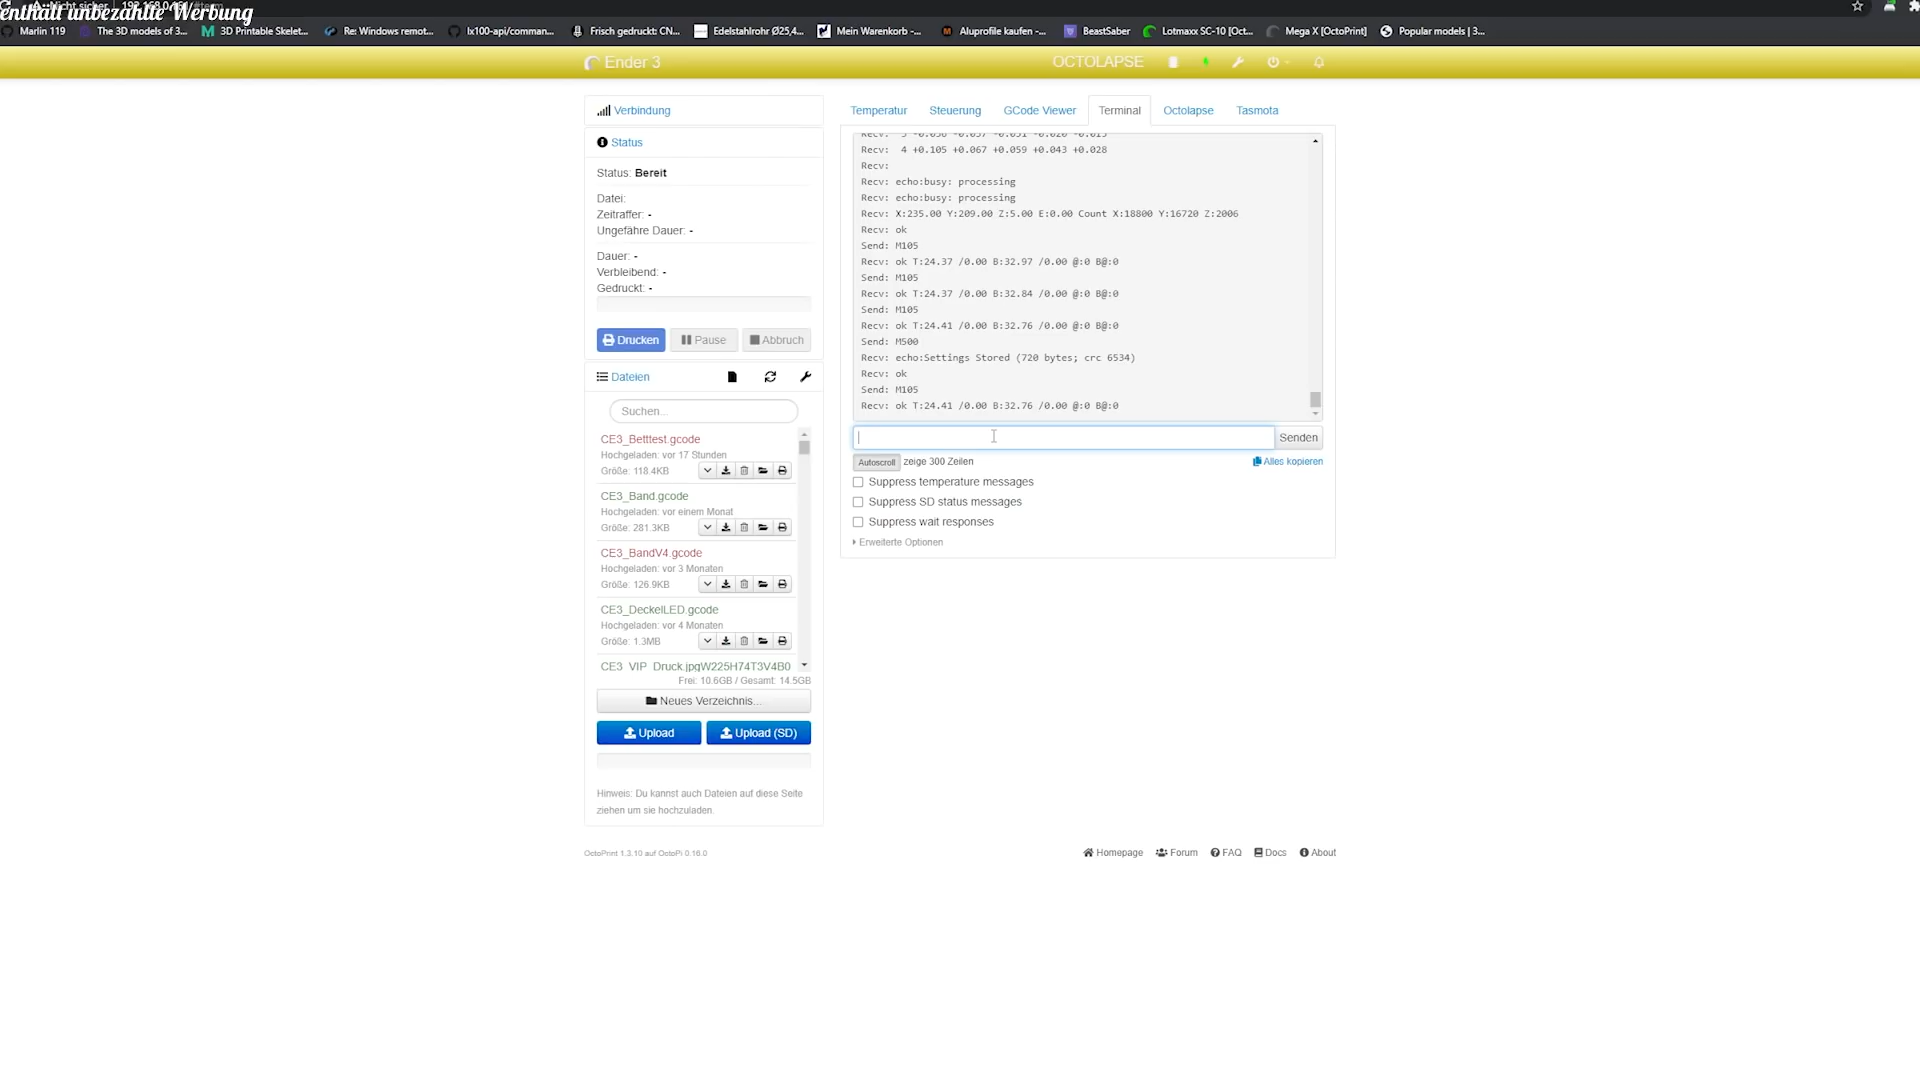 Nicht sicher
enthält unbezahlte Werbung
Marlin 119 The 3D models of 3... 3D Printable Skelet... Re: Windows remot... lx100-api/comman... Frisch gedruckt: CN... Edelstahlrohr Ø25,4... Mein Warenkorb -... Aluprofile kaufen -... BeastSaber Lotmaxx SC-10 [Oct... Mega X [OctoPrint] Popular models | 3...
Ender 3 OCTOLAPSE
Verbindung
Status
Status: Bereit
Datei:
Zeitraffer: -
Ungefähre Dauer: -
Dauer: -
Verbleibend: -
Gedruckt: -
Drucken Pause Abbruch
Dateien
Suchen...
CE3_Betttest.gcode
Hochgeladen: vor 17 Stunden
Größe: 118.4KB
CE3_Band.gcode
Hochgeladen: vor einem Monat
Größe: 281.3KB
CE3_BandV4.gcode
Hochgeladen: vor 3 Monaten
Größe: 126.9KB
CE3_DeckelLED.gcode
Hochgeladen: vor 4 Monaten
Größe: 1.3MB
CE3_VIP_Druck.jpgW225H74T3V4B0
Frei: 10.6GB / Gesamt: 14.5GB
Neues Verzeichnis...
Upload Upload (SD)
Hinweis: Du kannst auch Dateien auf diese Seite
ziehen um sie hochzuladen.
Temperatur Steuerung GCode Viewer Terminal Octolapse Tasmota
Recv: 4 +0.105 +0.067 +0.059 +0.043 +0.028
Recv:
Recv: echo:busy: processing
Recv: echo:busy: processing
Recv: X:235.00 Y:209.00 Z:5.00 E:0.00 Count X:18800 Y:16720 Z:2006
Recv: ok
Send: M105
Recv: ok T:24.37 /0.00 B:32.97 /0.00 @:0 B@:0
Send: M105
Recv: ok T:24.37 /0.00 B:32.84 /0.00 @:0 B@:0
Send: M105
Recv: ok T:24.41 /0.00 B:32.76 /0.00 @:0 B@:0
Send: M500
Recv: echo:Settings Stored (720 bytes; crc 6534)
Recv: ok
Send: M105
Recv: ok T:24.41 /0.00 B:32.76 /0.00 @:0 B@:0
Senden
Autoscroll zeige 300 Zeilen Alles kopieren
Suppress temperature messages
Suppress SD status messages
Suppress wait responses
Erweiterte Optionen
OctoPrint 1.3.10 auf OctoPi 0.16.0 Homepage Forum FAQ Docs About